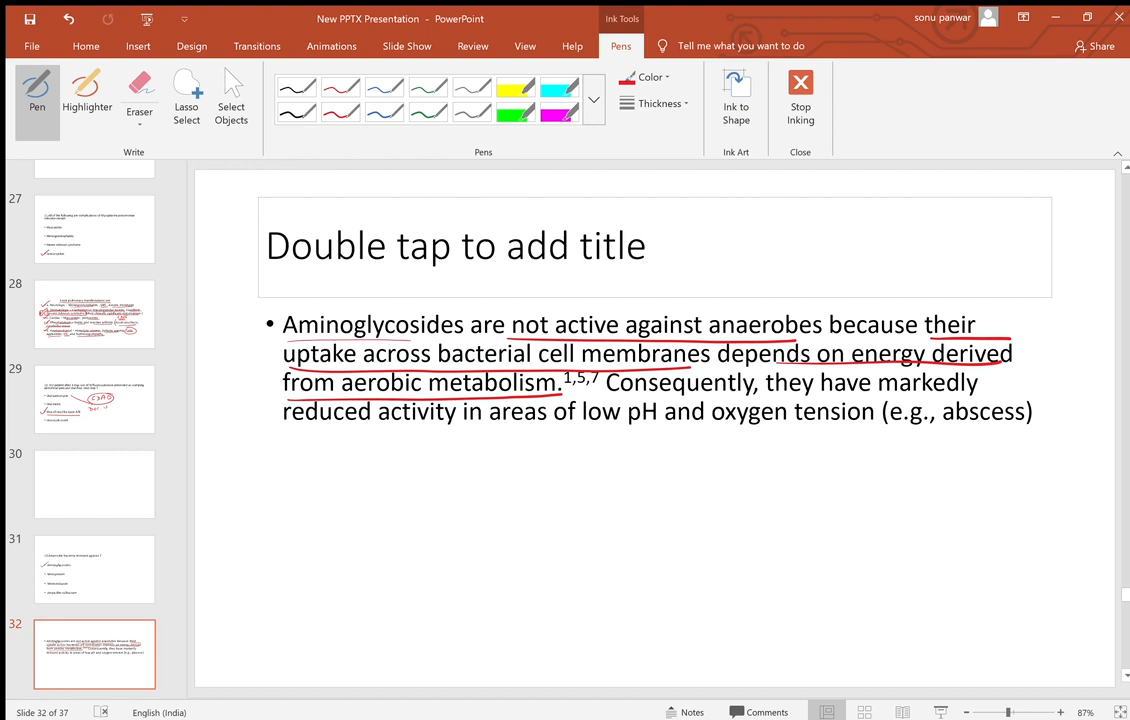 New PPTX Presentation - PowerPoint
Ink Tools
sonu panwar
File Home Insert Design Transitions Animations Slide Show Review View Help Pens Tell me what you want to do Share
Pen Highlighter Eraser Lasso Select Select Objects
Color
Thickness
Ink to Shape
Stop Inking
Write Pens Ink Art Close
27
28
29
30
31
32
Double tap to add title
• Aminoglycosides are not active against anaerobes because their
uptake across bacterial cell membranes depends on energy derived
from aerobic metabolism.1,5,7 Consequently, they have markedly
reduced activity in areas of low pH and oxygen tension (e.g., abscess)
Slide 32 of 37 English (India) Notes Comments 87%